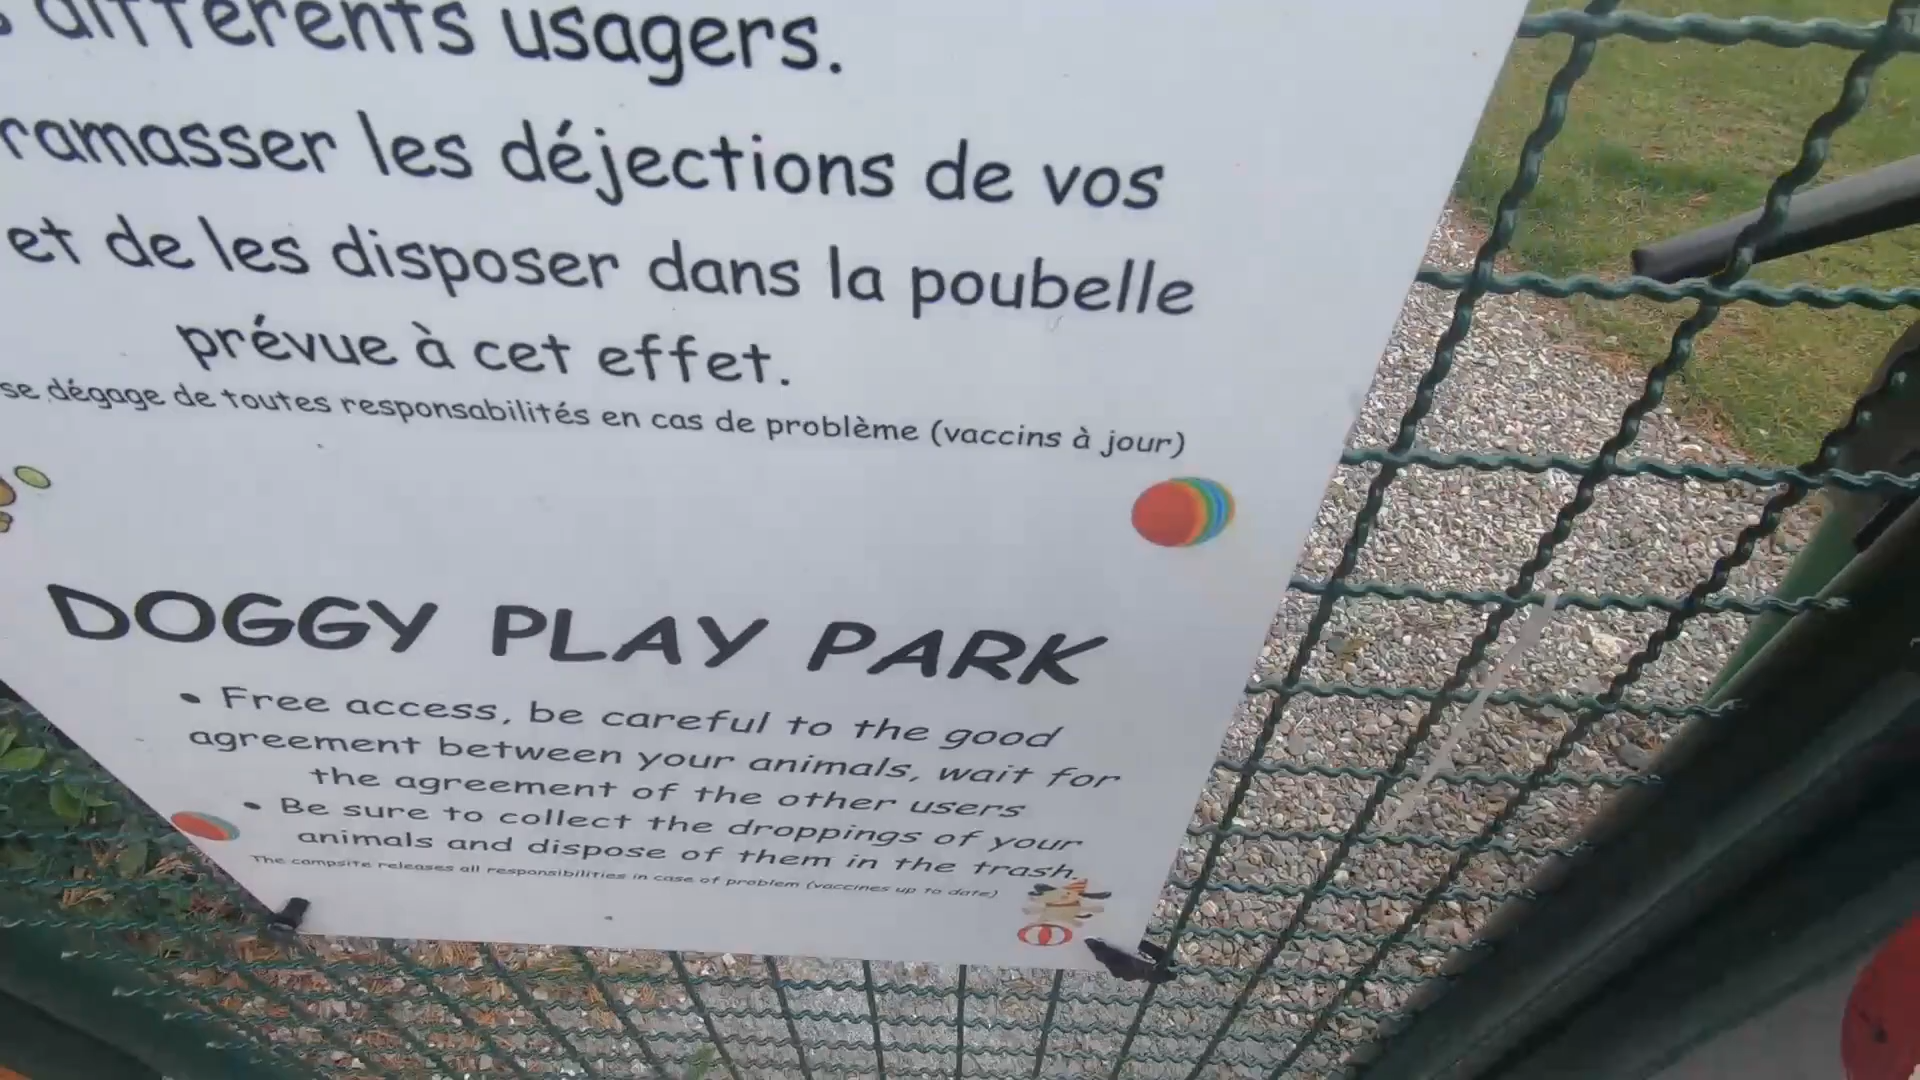 différents usagers.
ramasser les déjections de vos
et de les disposer dans la poubelle
prévue à cet effet.
se dégage de toutes responsabilités en cas de problème (vaccins à jour)
DOGGY PLAY PARK
• Free access, be careful to the good
agreement between your animals, wait for
the agreement of the other users
• Be sure to collect the droppings of your
animals and dispose of them in the trash.
The campsite releases all responsibilities in case of problem (vaccines up to date)